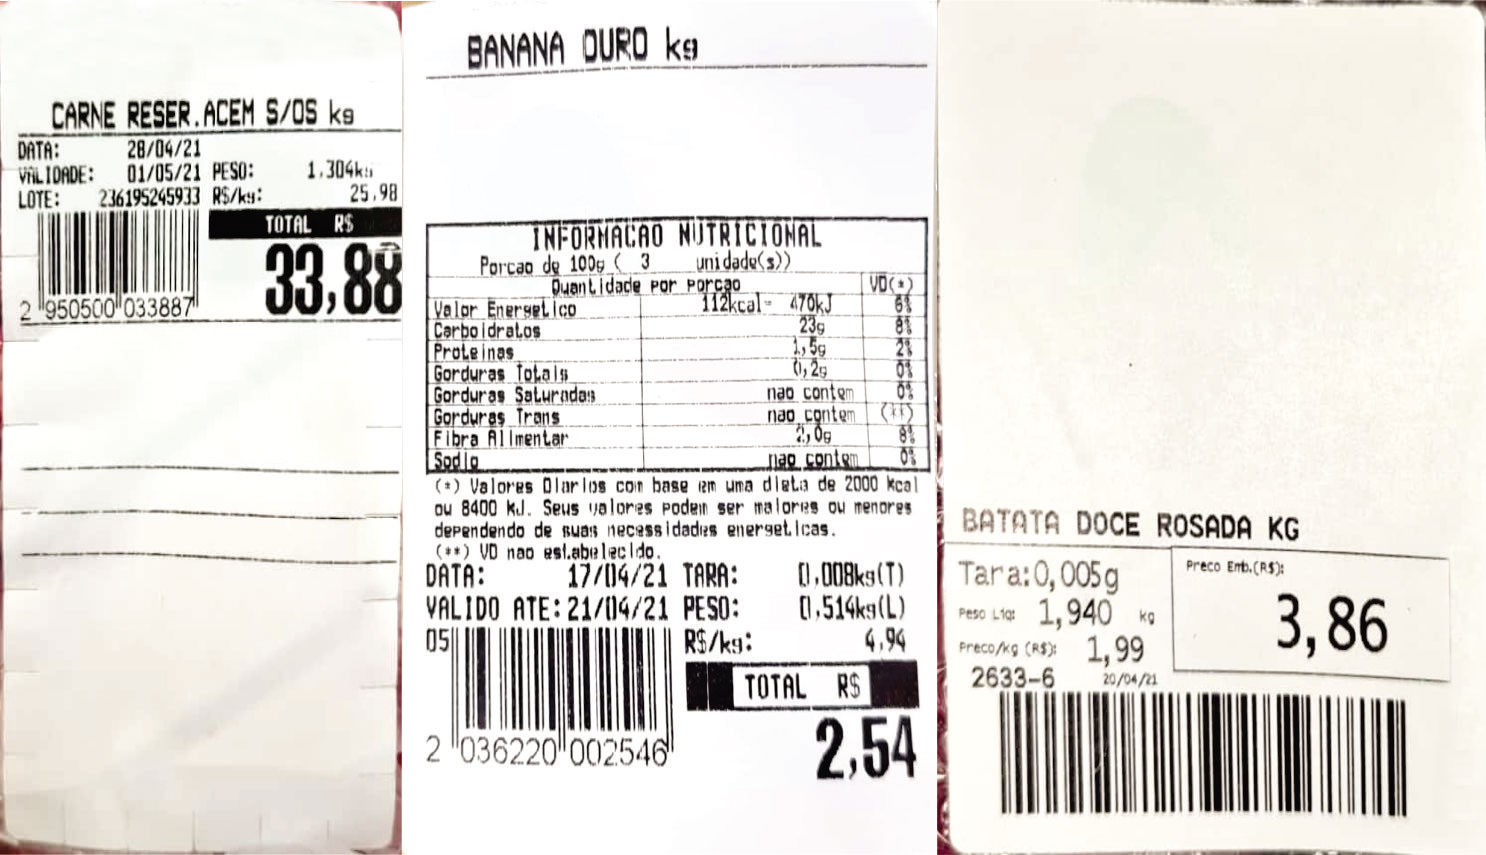 CARNE RESER.ACEM S/OS kg
DATA: 28/04/21
VALIDADE: 01/05/21 PESO: 1.304kg
LOTE: 236195245933 R$/kg: 25,98
TOTAL R$
33,88
2 950500 033887
BANANA OURO kg
INFORMACAO NUTRICIONAL
Porcao de 100g ( 3 unidade(s))
Quantidade por porcao VD(*)
Valor Energetico 112kcal= 470kJ 6%
Carboidratos 23g 8%
Proteinas 1,5g 2%
Gorduras Totais 0,2g 0%
Gorduras Saturadas nao contem 0%
Gorduras Trans nao contem (**)
Fibra Alimentar 2,0g 8%
Sodio nao contem 0%
(*) Valores Diarios com base em uma dieta de 2000 kcal
ou 8400 kJ. Seus valores podem ser maiores ou menores
dependendo de suas necessidades energeticas.
(**) VD nao estabelecido.
DATA: 17/04/21 TARA: 0,008kg(T)
VALIDO ATE: 21/04/21 PESO: 0,514kg(L)
05 R$/kg: 4,94
TOTAL R$
2,54
2 036220 002546
BATATA DOCE ROSADA KG
Tara:0,005g Preco Emb.(R$):
Peso Liq: 1,940 kg
3,86
Preco/kg (R$): 1,99
2633-6 20/04/21